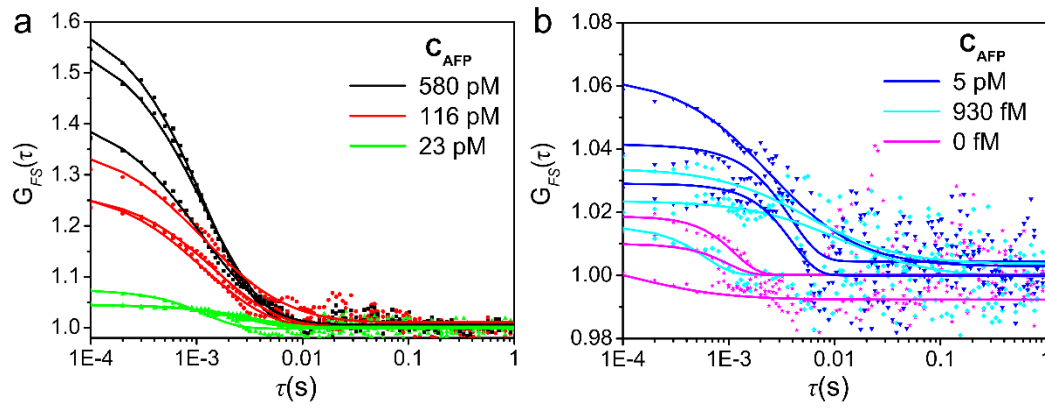 a
C_AFP
580 pM
116 pM
23 pM
G_FS(τ)
1.6
1.5
1.4
1.3
1.2
1.1
1.0
1E-4
1E-3
0.01
0.1
1
τ(s)
b
C_AFP
5 pM
930 fM
0 fM
G_FS(τ)
1.08
1.06
1.04
1.02
1.00
0.98
1E-4
1E-3
0.01
0.1
1
τ(s)